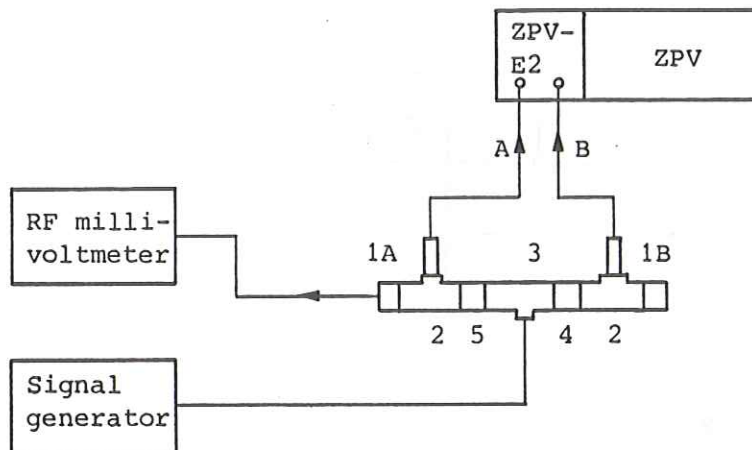 ZPV-
E2
ZPV
A
B
RF milli-
voltmeter
1A
3
1B
2
5
4
2
Signal
generator